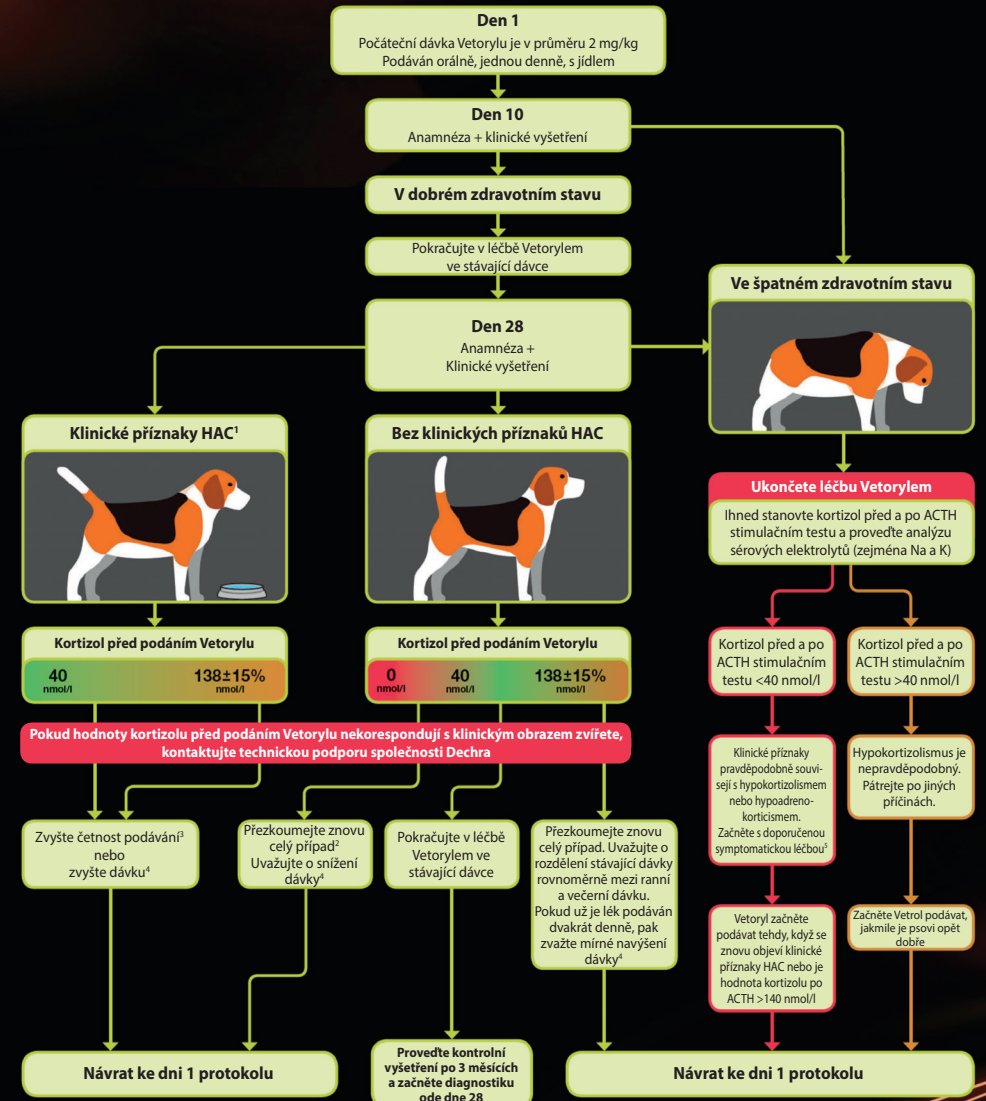 Den 1
Počáteční dávka Vetorylu je v průměru 2 mg/kg
Podáván orálně, jednou denně, s jídlem
Den 10
Anamnéza + klinické vyšetření
V dobrém zdravotním stavu
Pokračujte v léčbě Vetorylem
ve stávající dávce
Den 28
Anamnéza +
Klinické vyšetření
Ve špatném zdravotním stavu
Klinické příznaky HAC¹
Bez klinických příznaků HAC
Ukončete léčbu Vetorylem
Ihned stanovte kortizol před a po ACTH
stimulačním testu a proveďte analýzu
sérových elektrolytů (zejména Na a K)
Kortizol před podáním Vetorylu
40
nmol/l
138±15%
nmol/l
Kortizol před podáním Vetorylu
0
nmol/l
40
nmol/l
138±15%
nmol/l
Kortizol před a po
ACTH stimulačním
testu <40 nmol/l
Kortizol před a po
ACTH stimulačním
testu >40 nmol/l
Pokud hodnoty kortizolu před podáním Vetorylu nekorespondují s klinickým obrazem zvířete,
kontaktujte technickou podporu společnosti Dechra
Zvyšte četnost podávání³
nebo
zvyšte dávku⁴
Přezkoumejte znovu
celý případ²
Uvažujte o snížení
dávky⁴
Pokračujte v léčbě
Vetorylem ve
stávající dávce
Přezkoumejte znovu
celý případ. Uvažujte o
rozdělení stávající dávky
rovnoměrně mezi ranní
a večerní dávku.
Pokud už je lék podáván
dvakrát denně, pak
zvažte mírné navýšení
dávky⁴
Klinické příznaky
pravděpodobně souvi-
sejí s hypokortizolismem
nebo hypoadreno-
korticismem.
Začněte s doporučenou
symptomatickou léčbou⁵
Hypokortizolismus je
nepravděpodobný.
Pátrejte po jiných
příčinách.
Vetoryl začněte
podávat tehdy, když se
znovu objeví klinické
příznaky HAC nebo je
hodnota kortizolu po
ACTH >140 nmol/l
Začněte Vetrol podávat,
jakmile je psovi opět
dobře
Návrat ke dni 1 protokolu
Proveďte kontrolní
vyšetření po 3 měsících
a začněte diagnostiku
ode dne 28
Návrat ke dni 1 protokolu